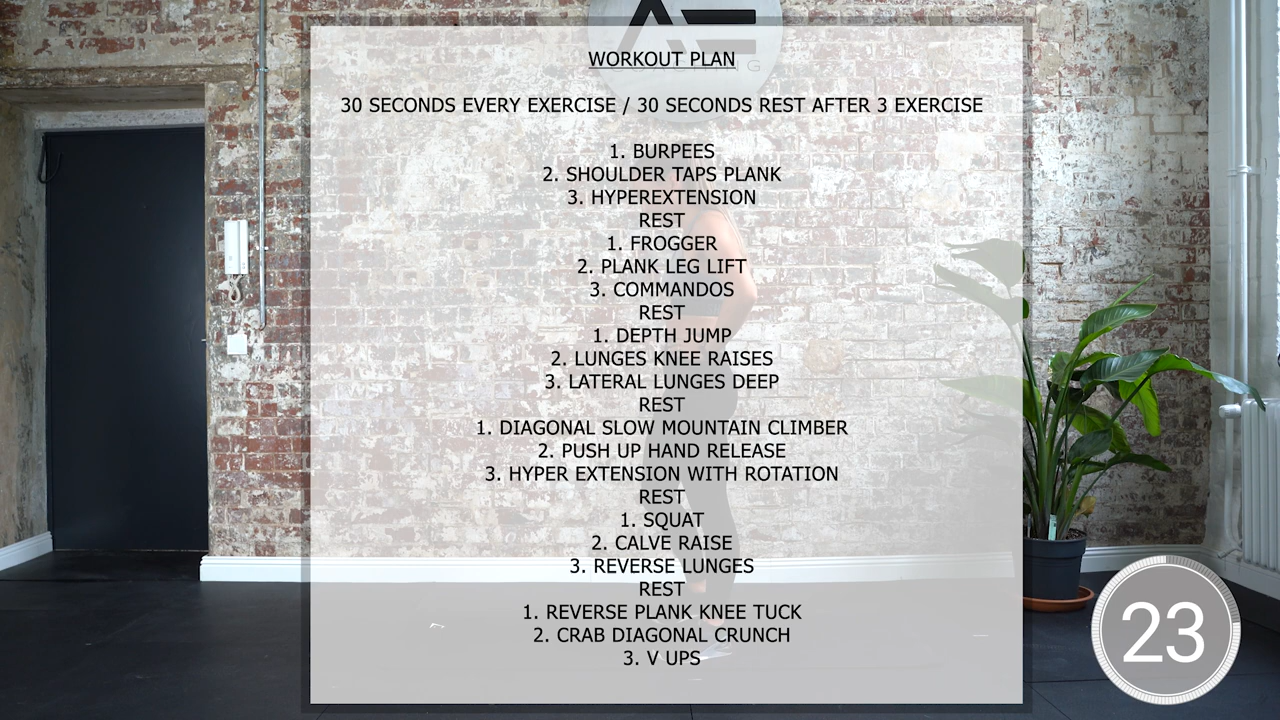 AE
COACHING
WORKOUT PLAN
30 SECONDS EVERY EXERCISE / 30 SECONDS REST AFTER 3 EXERCISE
1. BURPEES
2. SHOULDER TAPS PLANK
3. HYPEREXTENSION
REST
1. FROGGER
2. PLANK LEG LIFT
3. COMMANDOS
REST
1. DEPTH JUMP
2. LUNGES KNEE RAISES
3. LATERAL LUNGES DEEP
REST
1. DIAGONAL SLOW MOUNTAIN CLIMBER
2. PUSH UP HAND RELEASE
3. HYPER EXTENSION WITH ROTATION
REST
1. SQUAT
2. CALVE RAISE
3. REVERSE LUNGES
REST
1. REVERSE PLANK KNEE TUCK
2. CRAB DIAGONAL CRUNCH
3. V UPS
23